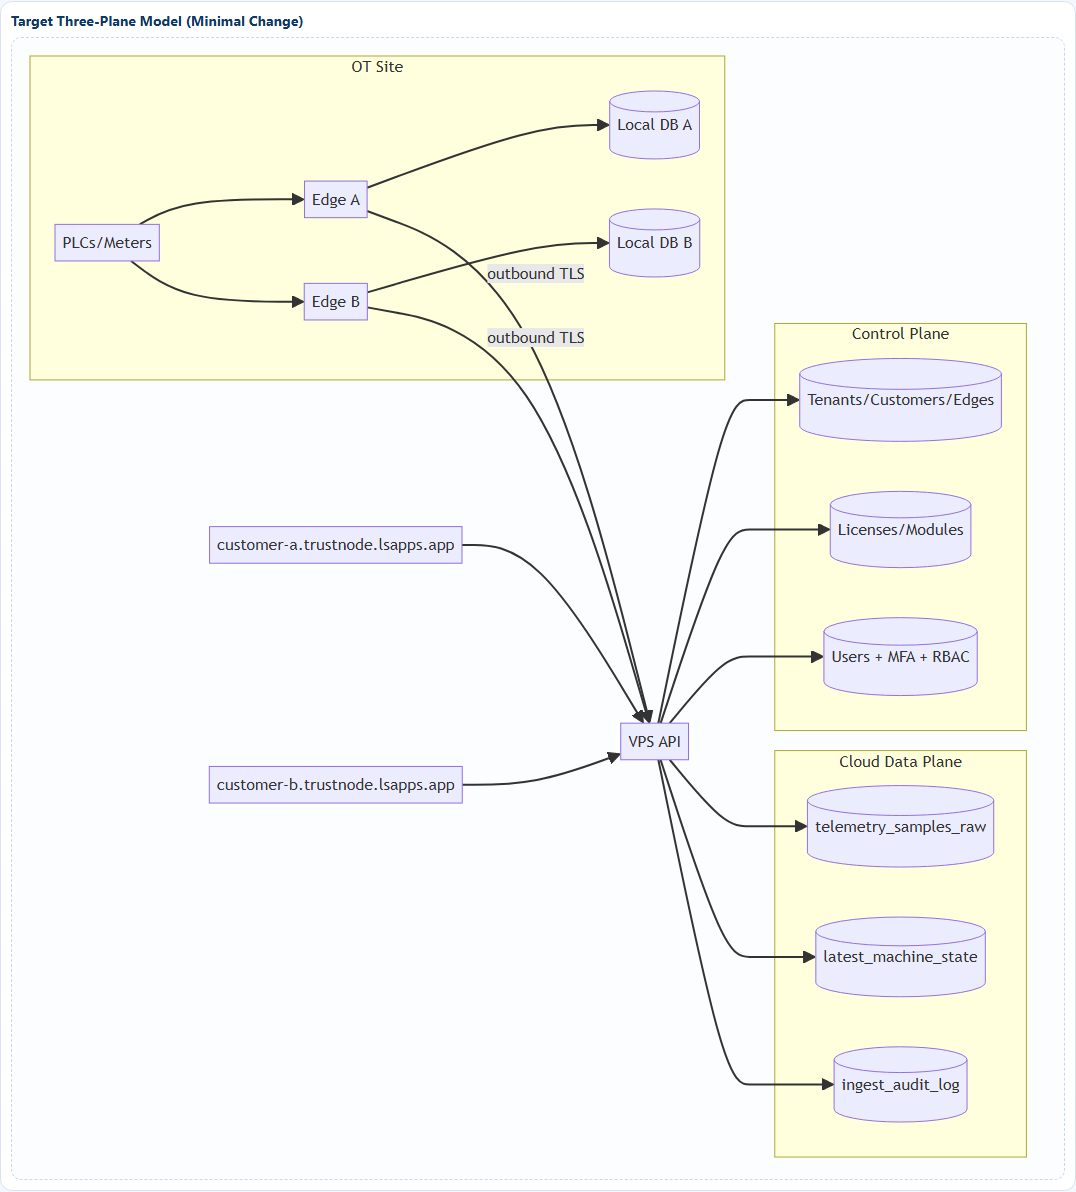 Target Three-Plane Model (Minimal Change)
OT Site
Local DB A
Edge A
PLCs/Meters
Local DB B
outbound TLS
Edge B
outbound TLS
Control Plane
Tenants/Customers/Edges
Licenses/Modules
customer-a.trustnode.lsapps.app
Users + MFA + RBAC
VPS API
Cloud Data Plane
customer-b.trustnode.lsapps.app
telemetry_samples_raw
latest_machine_state
ingest_audit_log